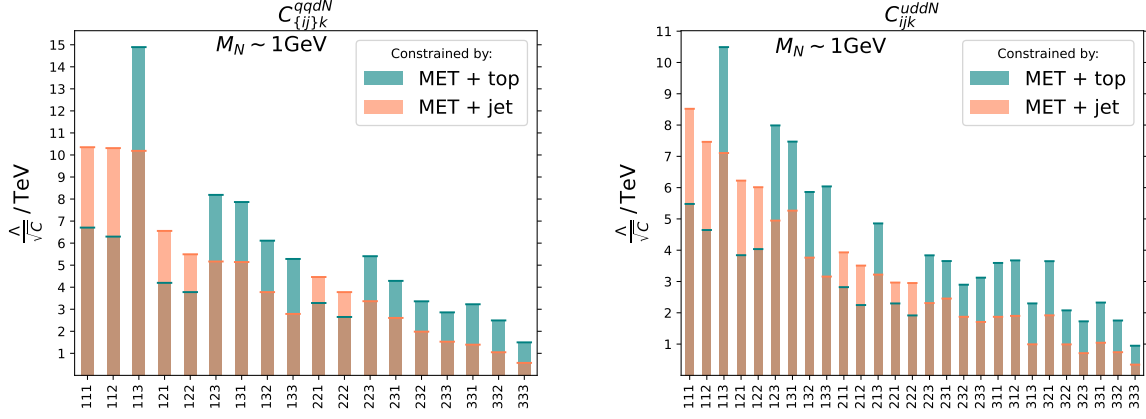 C^{qqdN}_{\{ij\}k}
M_N ~ 1GeV
Constrained by:
MET + top
MET + jet
Λ/√C / TeV
15
14
13
12
11
10
9
8
7
6
5
4
3
2
1
111 112 113 121 122 123 131 132 133 221 222 223 231 232 233 331 332 333
C^{uddN}_{ijk}
M_N ~ 1GeV
Constrained by:
MET + top
MET + jet
Λ/√C / TeV
11
10
9
8
7
6
5
4
3
2
1
111 112 113 121 122 123 131 132 133 211 212 213 221 222 223 231 232 233 311 312 313 321 322 323 331 332 333